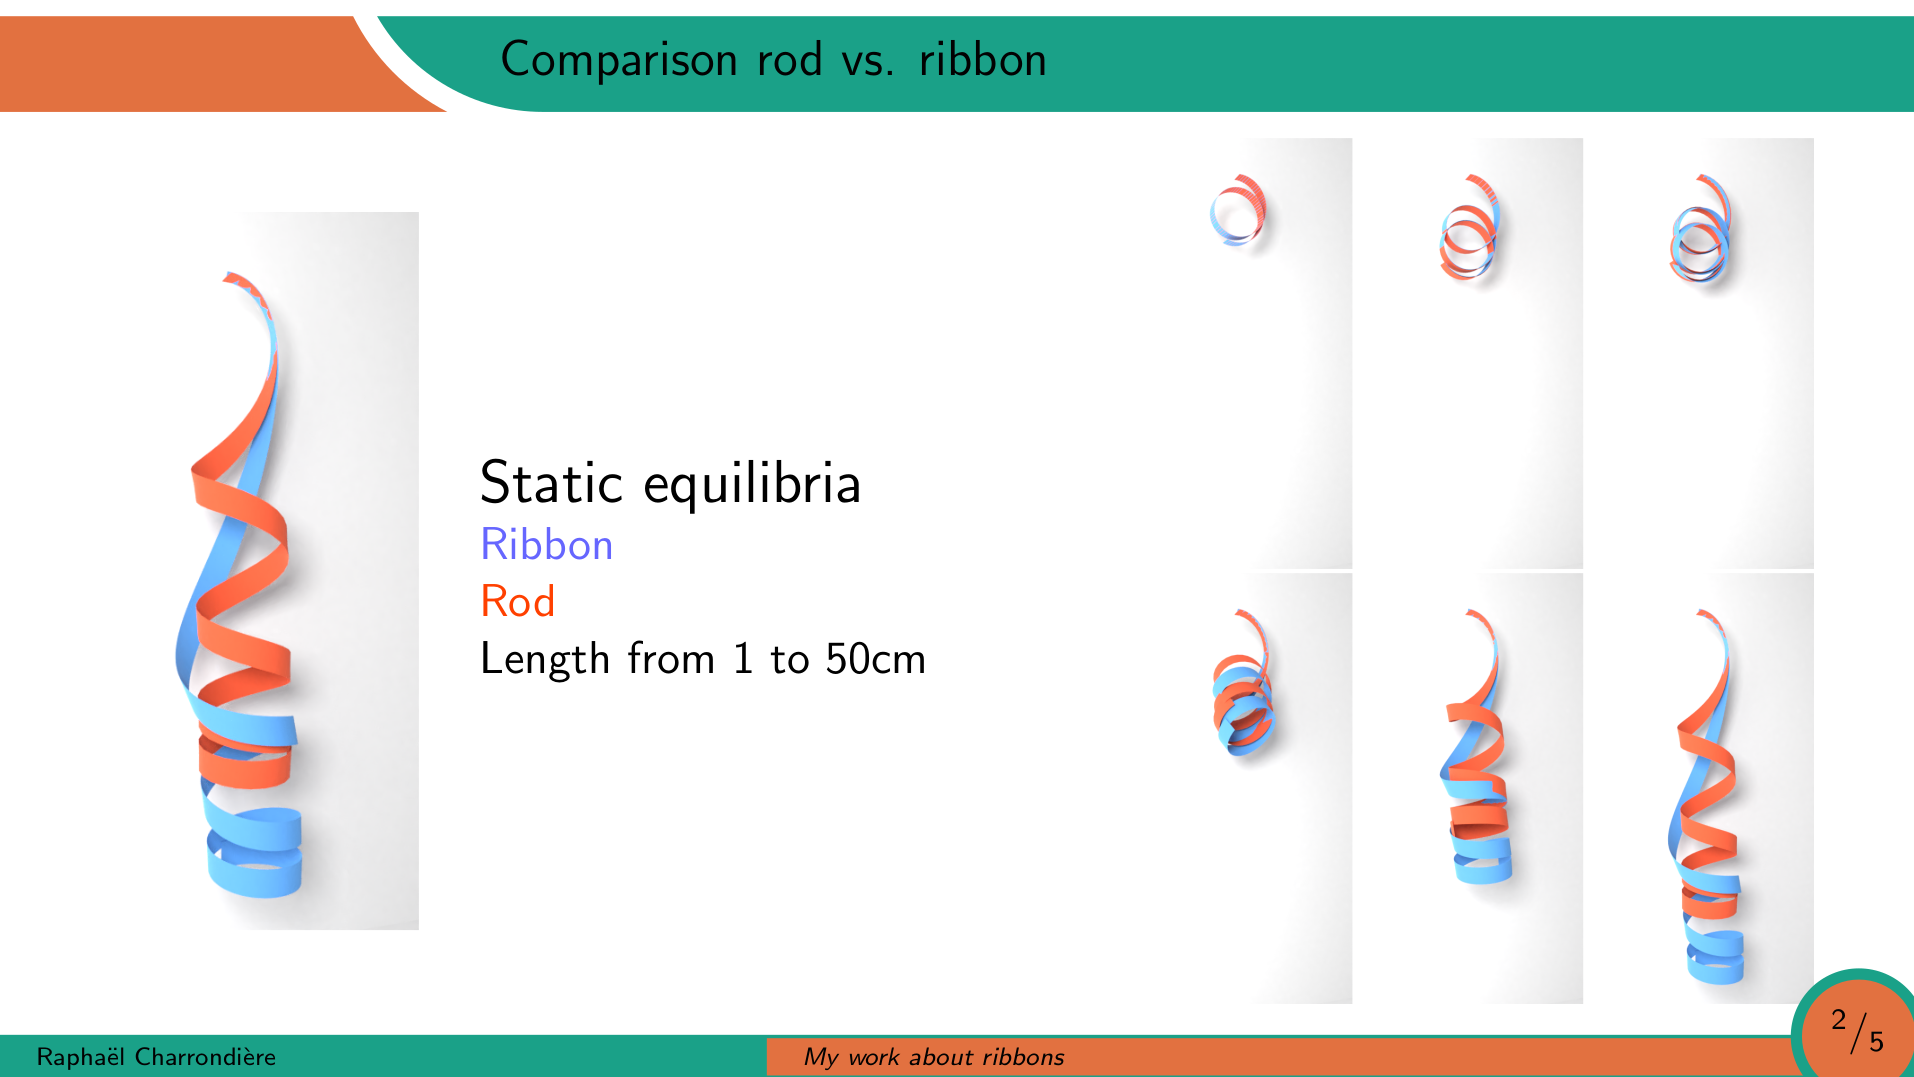 Comparison rod vs. ribbon
Static equilibria
Ribbon
Rod
Length from 1 to 50cm
Raphaël Charrondière
My work about ribbons
2/5